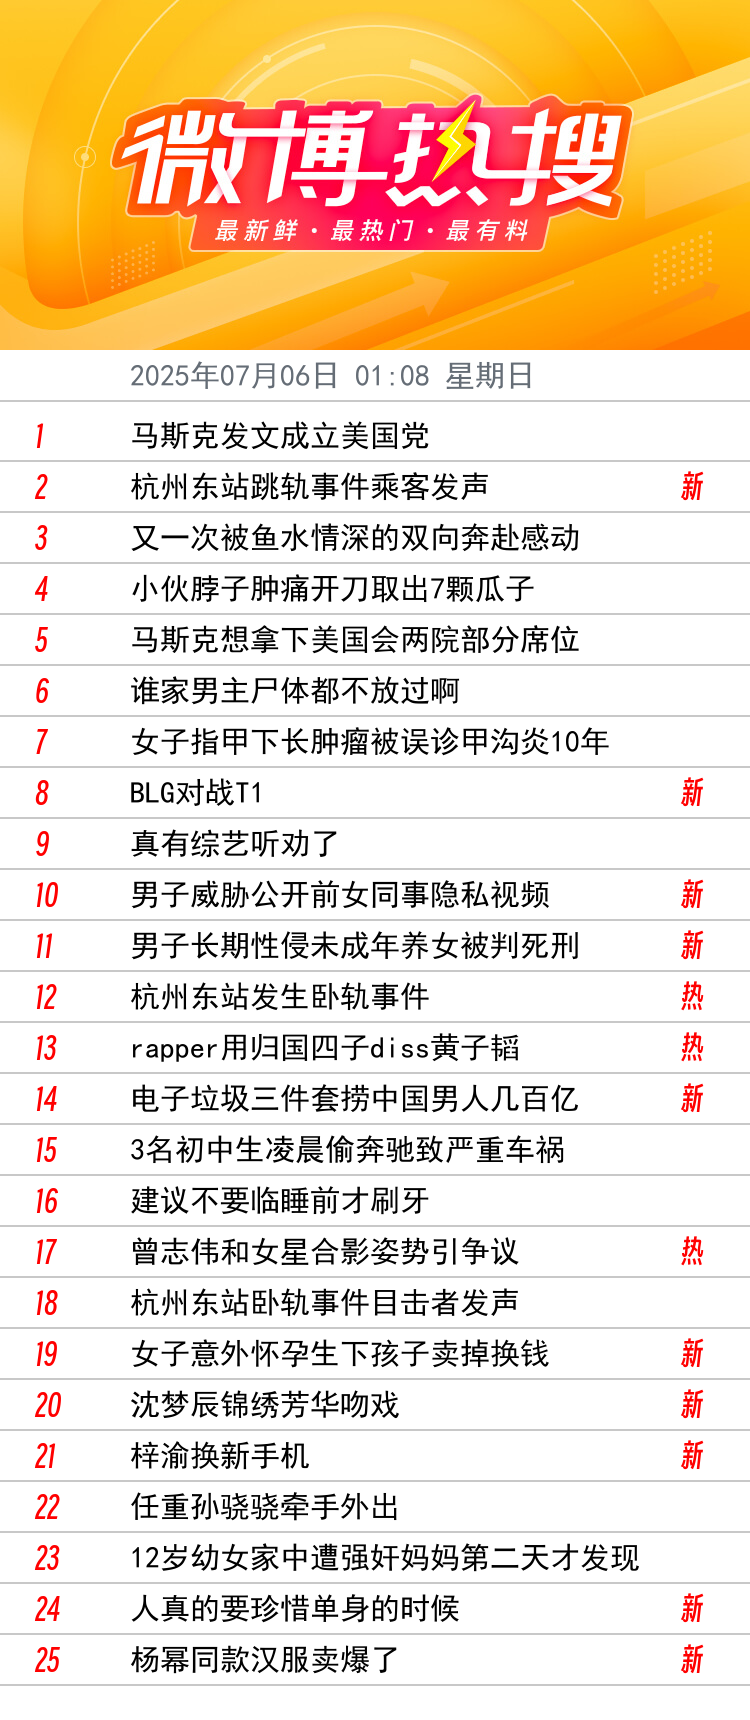 微博热搜
最新鲜·最热门·最有料
2025年07月06日 01:08 星期日
1 马斯克发文成立美国党
2 杭州东站跳轨事件乘客发声 新
3 又一次被鱼水情深的双向奔赴感动
4 小伙脖子肿痛开刀取出7颗瓜子
5 马斯克想拿下美国会两院部分席位
6 谁家男主尸体都不放过啊
7 女子指甲下长肿瘤被误诊甲沟炎10年
8 BLG对战T1 新
9 真有综艺听劝了
10 男子威胁公开前女同事隐私视频 新
11 男子长期性侵未成年养女被判死刑 新
12 杭州东站发生卧轨事件 热
13 rapper用归国四子diss黄子韬 热
14 电子垃圾三件套捞中国男人几百亿 新
15 3名初中生凌晨偷奔驰致严重车祸
16 建议不要临睡前才刷牙
17 曾志伟和女星合影姿势引争议 热
18 杭州东站卧轨事件目击者发声
19 女子意外怀孕生下孩子卖掉换钱 新
20 沈梦辰锦绣芳华吻戏 新
21 梓渝换新手机 新
22 任重孙骁骁牵手外出
23 12岁幼女家中遭强奸妈妈第二天才发现
24 人真的要珍惜单身的时候 新
25 杨幂同款汉服卖爆了 新